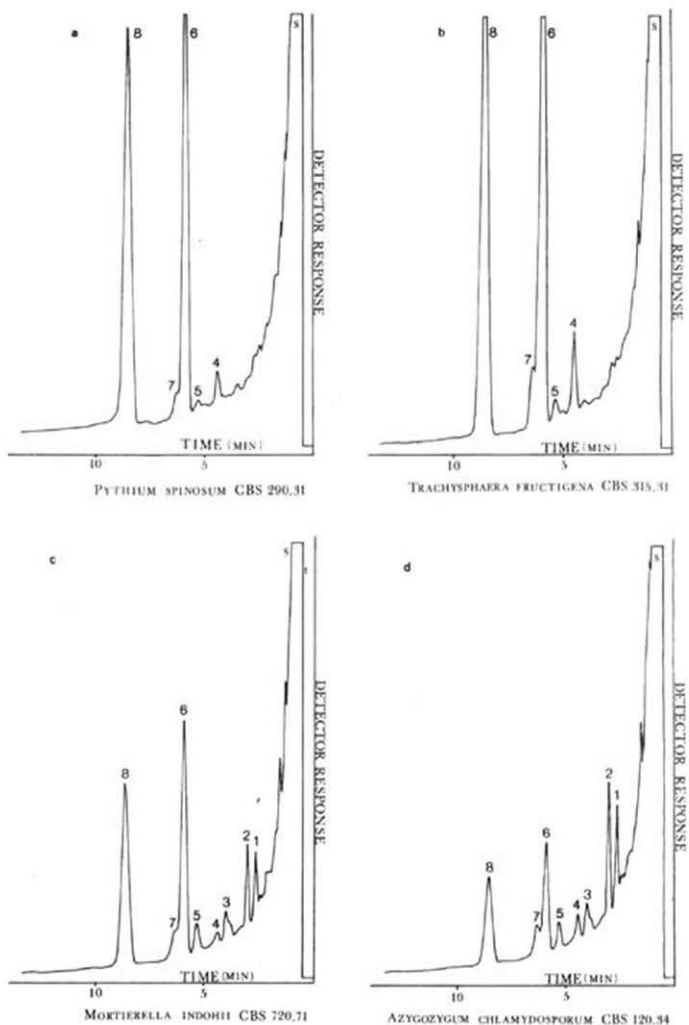 a 8 6 s
7 5 4
DETECTOR RESPONSE
TIME (MIN)
10 5
PYTHIUM SPINOSUM CBS 290,31
b 8 6 s
7 5 4
DETECTOR RESPONSE
TIME (MIN)
10 5
TRACHYSPHAERA FRUCTIGENA CBS 315,31
c s
8 7 6 5 4 3 2 1
DETECTOR RESPONSE
TIME (MIN)
10 5
MORTIERELLA INDOHII CBS 720,71
d s
8 7 6 5 4 3 2 1
DETECTOR RESPONSE
TIME (MIN)
10 5
AZYGOZYGUM CHLAMYDOSPORUM CBS 120,34